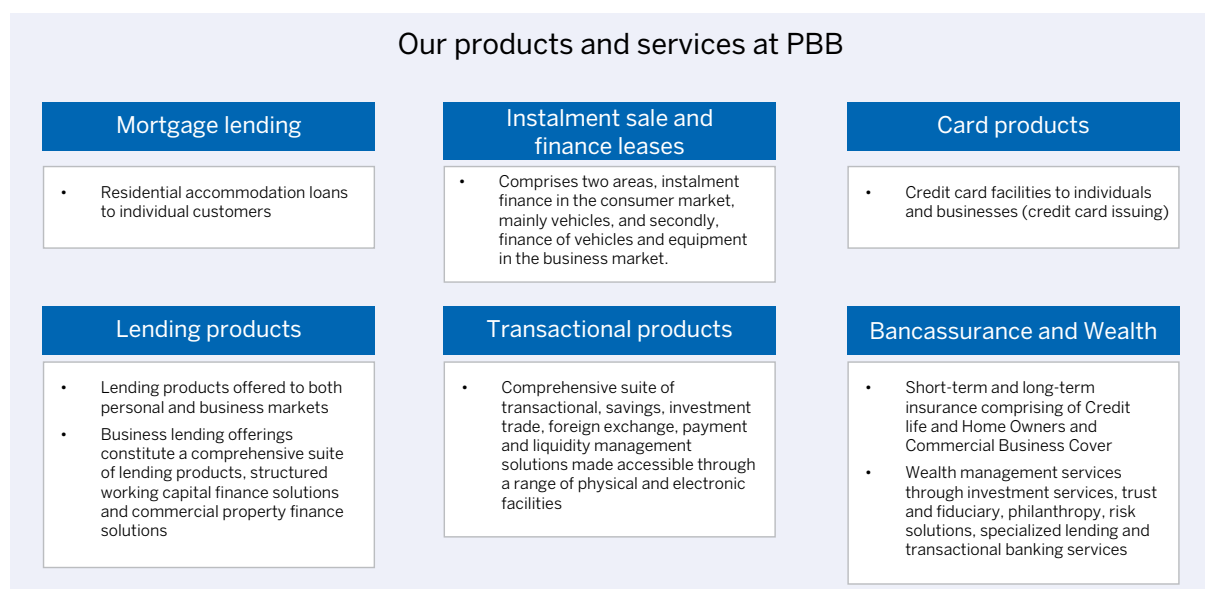 Our products and services at PBB
Mortgage lending
• Residential accommodation loans
to individual customers
Instalment sale and
finance leases
• Comprises two areas, instalment
finance in the consumer market,
mainly vehicles, and secondly,
finance of vehicles and equipment
in the business market.
Card products
• Credit card facilities to individuals
and businesses (credit card issuing)
Lending products
• Lending products offered to both
personal and business markets
• Business lending offerings
constitute a comprehensive suite
of lending products, structured
working capital finance solutions
and commercial property finance
solutions
Transactional products
• Comprehensive suite of
transactional, savings, investment
trade, foreign exchange, payment
and liquidity management
solutions made accessible through
a range of physical and electronic
facilities
Bancassurance and Wealth
• Short-term and long-term
insurance comprising of Credit
life and Home Owners and
Commercial Business Cover
• Wealth management services
through investment services, trust
and fiduciary, philanthropy, risk
solutions, specialized lending and
transactional banking services